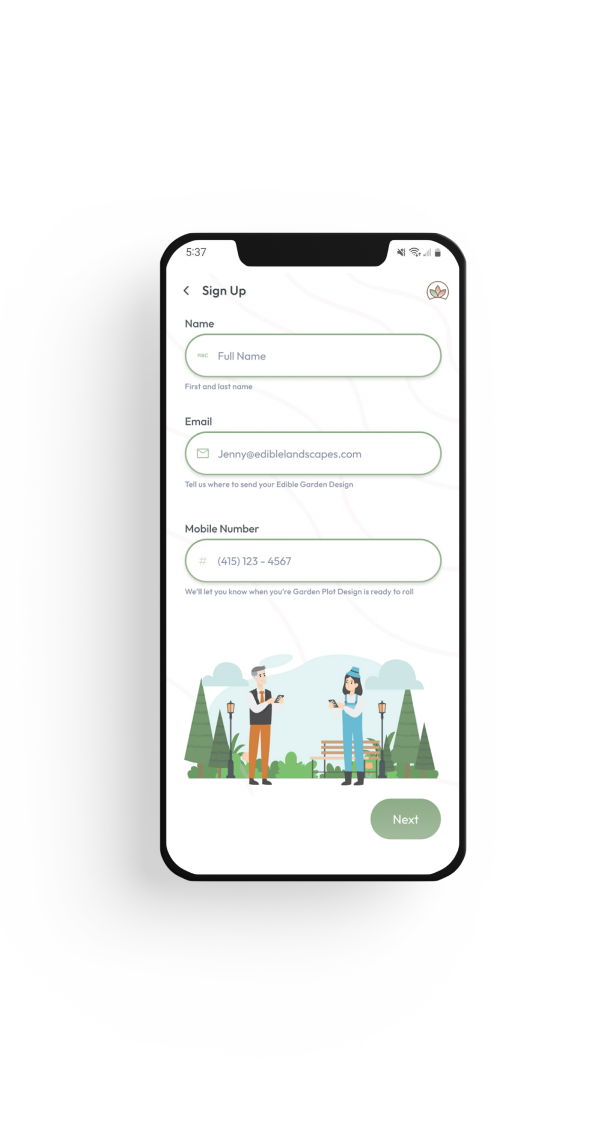 5:37
Sign Up
Name
ABC Full Name
First and last name
Email
Jenny@ediblelandscapes.com
Tell us where to send your Edible Garden Design
Mobile Number
# (415) 123 - 4567
We'll let you know when you're Garden Plot Design is ready to roll
Next